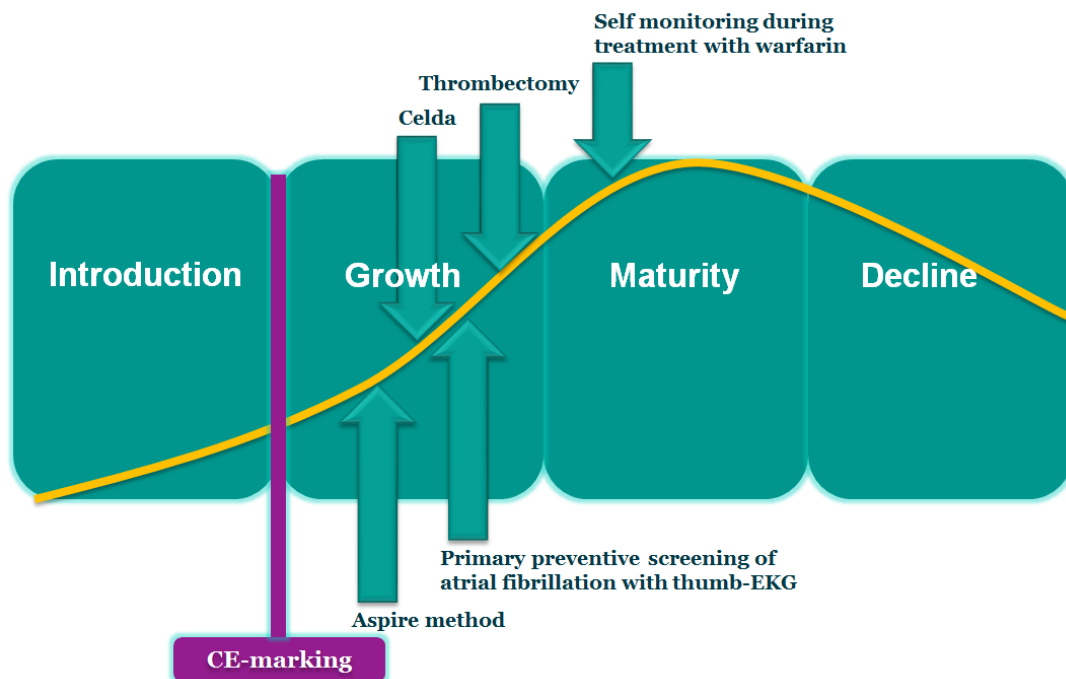 Self monitoring during
treatment with warfarin
Thrombectomy
Celda
Introduction
Growth
Maturity
Decline
Primary preventive screening of
atrial fibrillation with thumb-EKG
Aspire method
CE-marking